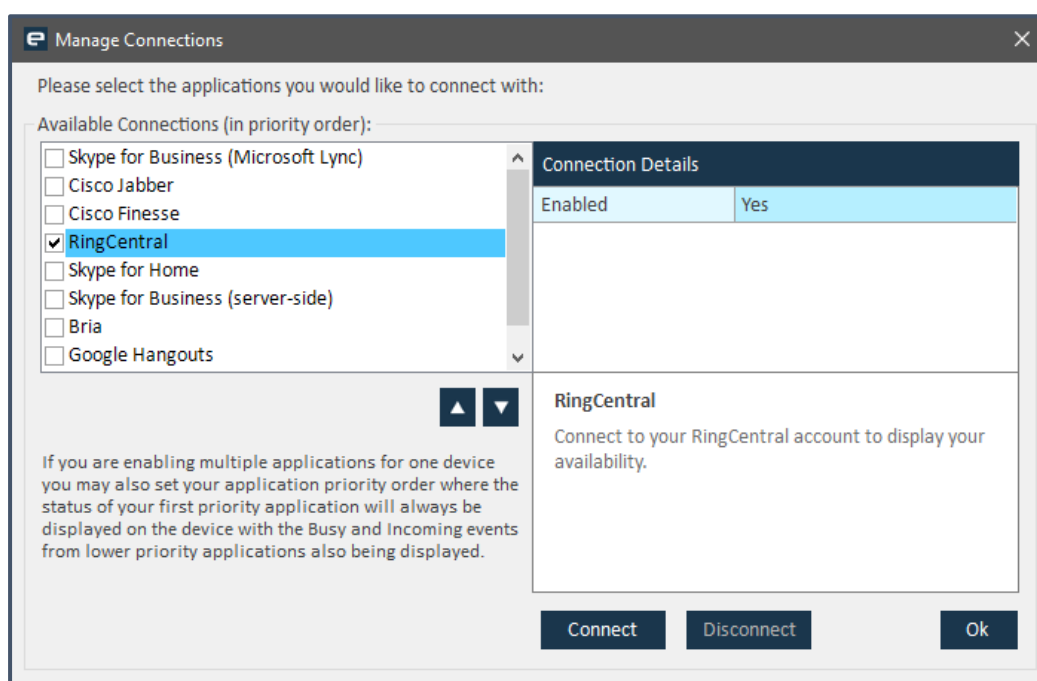 Manage Connections
Please select the applications you would like to connect with:
Available Connections (in priority order):
Skype for Business (Microsoft Lync)
Cisco Jabber
Cisco Finesse
RingCentral
Skype for Home
Skype for Business (server-side)
Bria
Google Hangouts
If you are enabling multiple applications for one device
you may also set your application priority order where the
status of your first priority application will always be
displayed on the device with the Busy and Incoming events
from lower priority applications also being displayed.
Connection Details
Enabled Yes
RingCentral
Connect to your RingCentral account to display your
availability.
Connect Disconnect Ok